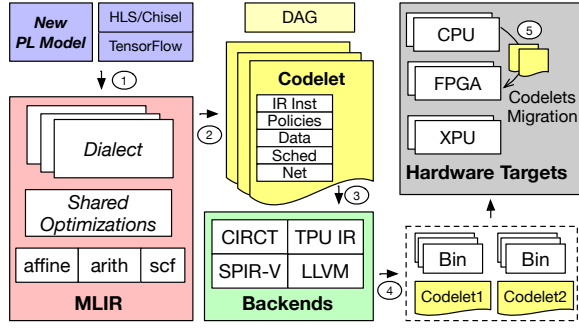 New
PL Model
HLS/Chisel
TensorFlow
1
Dialect
Shared
Optimizations
affine
arith
scf
MLIR
2
DAG
Codelet
IR Inst
Policies
Data
Sched
Net
3
CIRCT
TPU IR
SPIR-V
LLVM
Backends
4
CPU
5
FPGA
Codelets
Migration
XPU
Hardware Targets
Bin
Bin
Codelet1
Codelet2